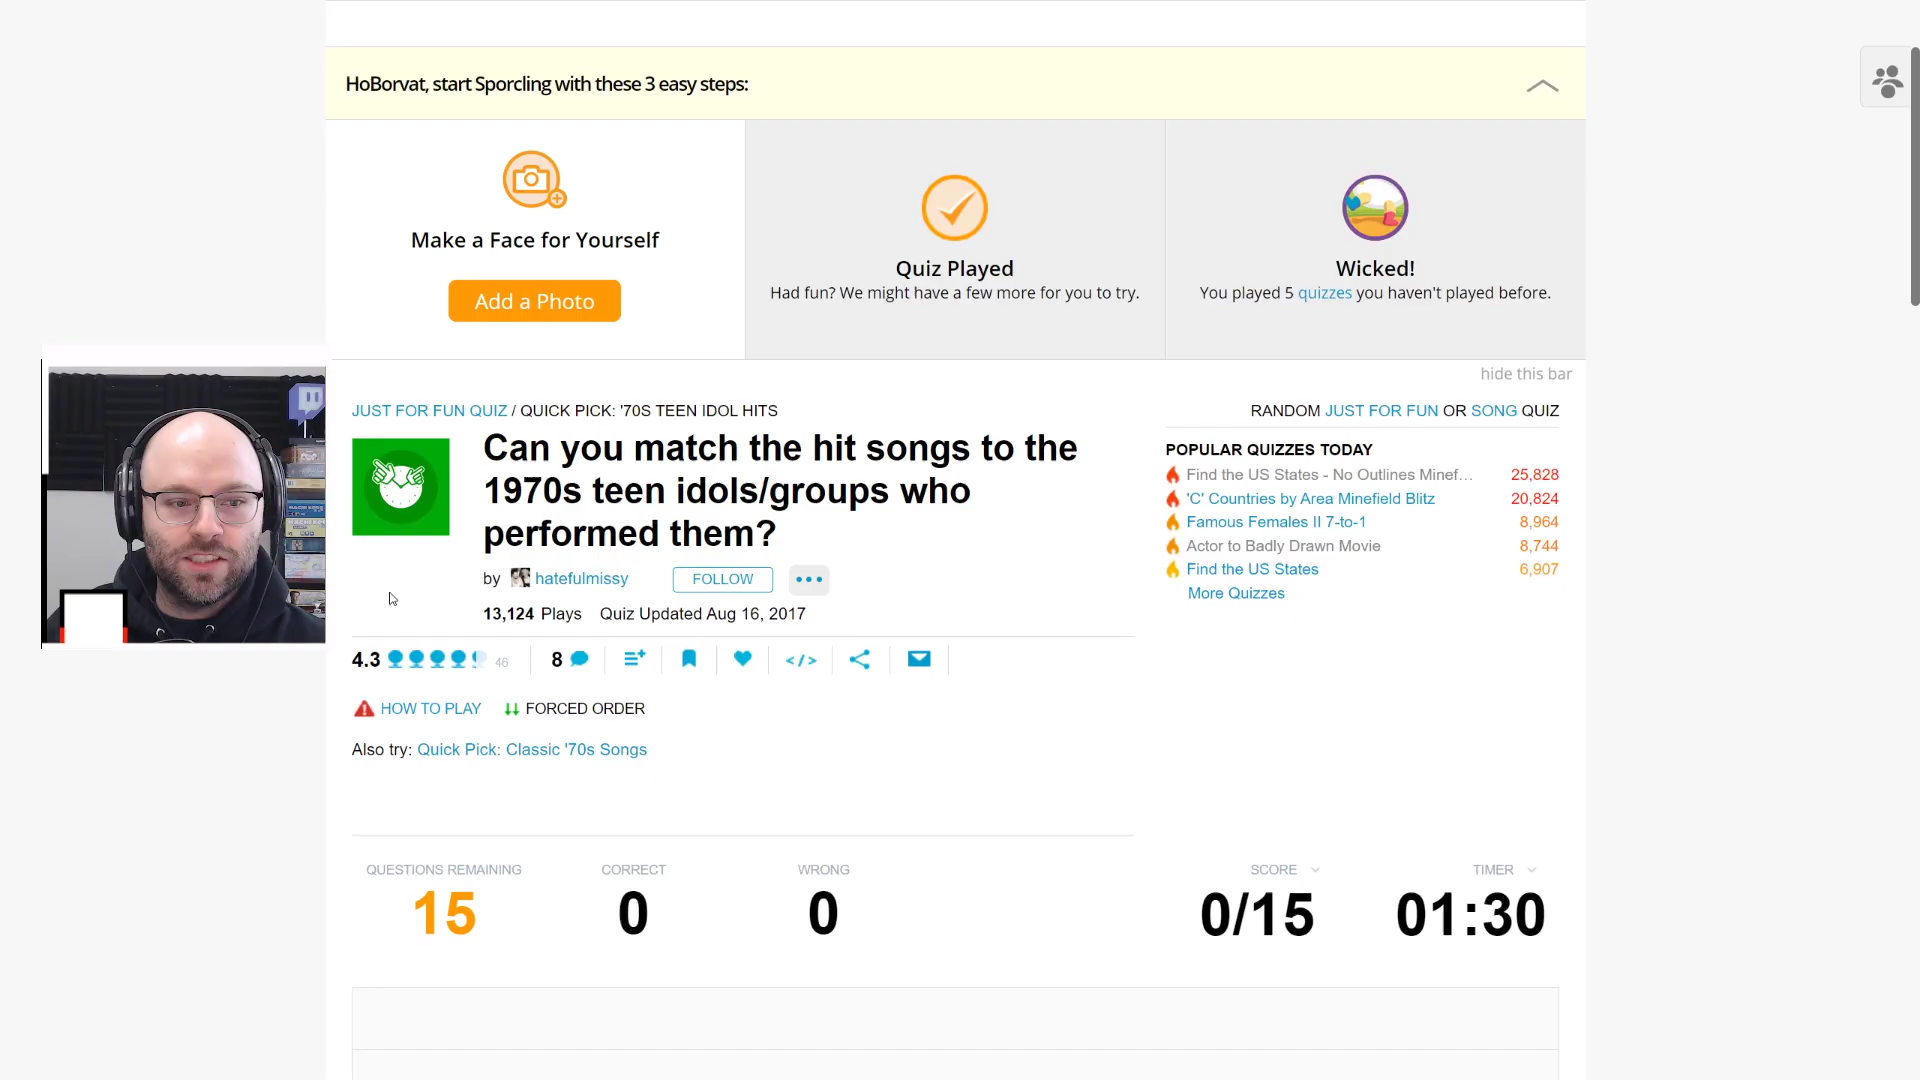 HoBorvat, start Sporcling with these 3 easy steps:
Make a Face for Yourself
Add a Photo
Quiz Played
Had fun? We might have a few more for you to try.
Wicked!
You played 5 quizzes you haven't played before.
hide this bar
JUST FOR FUN QUIZ / QUICK PICK: '70S TEEN IDOL HITS
Can you match the hit songs to the
1970s teen idols/groups who
performed them?
by hatefulmissy FOLLOW
13,124 Plays Quiz Updated Aug 16, 2017
RANDOM JUST FOR FUN OR SONG QUIZ
POPULAR QUIZZES TODAY
Find the US States - No Outlines Minef... 25,828
'C' Countries by Area Minefield Blitz 20,824
Famous Females II 7-to-1 8,964
Actor to Badly Drawn Movie 8,744
Find the US States 6,907
More Quizzes
4.3 46 8 </>
HOW TO PLAY FORCED ORDER
Also try: Quick Pick: Classic '70s Songs
QUESTIONS REMAINING CORRECT WRONG SCORE TIMER
15 0 0 0/15 01:30